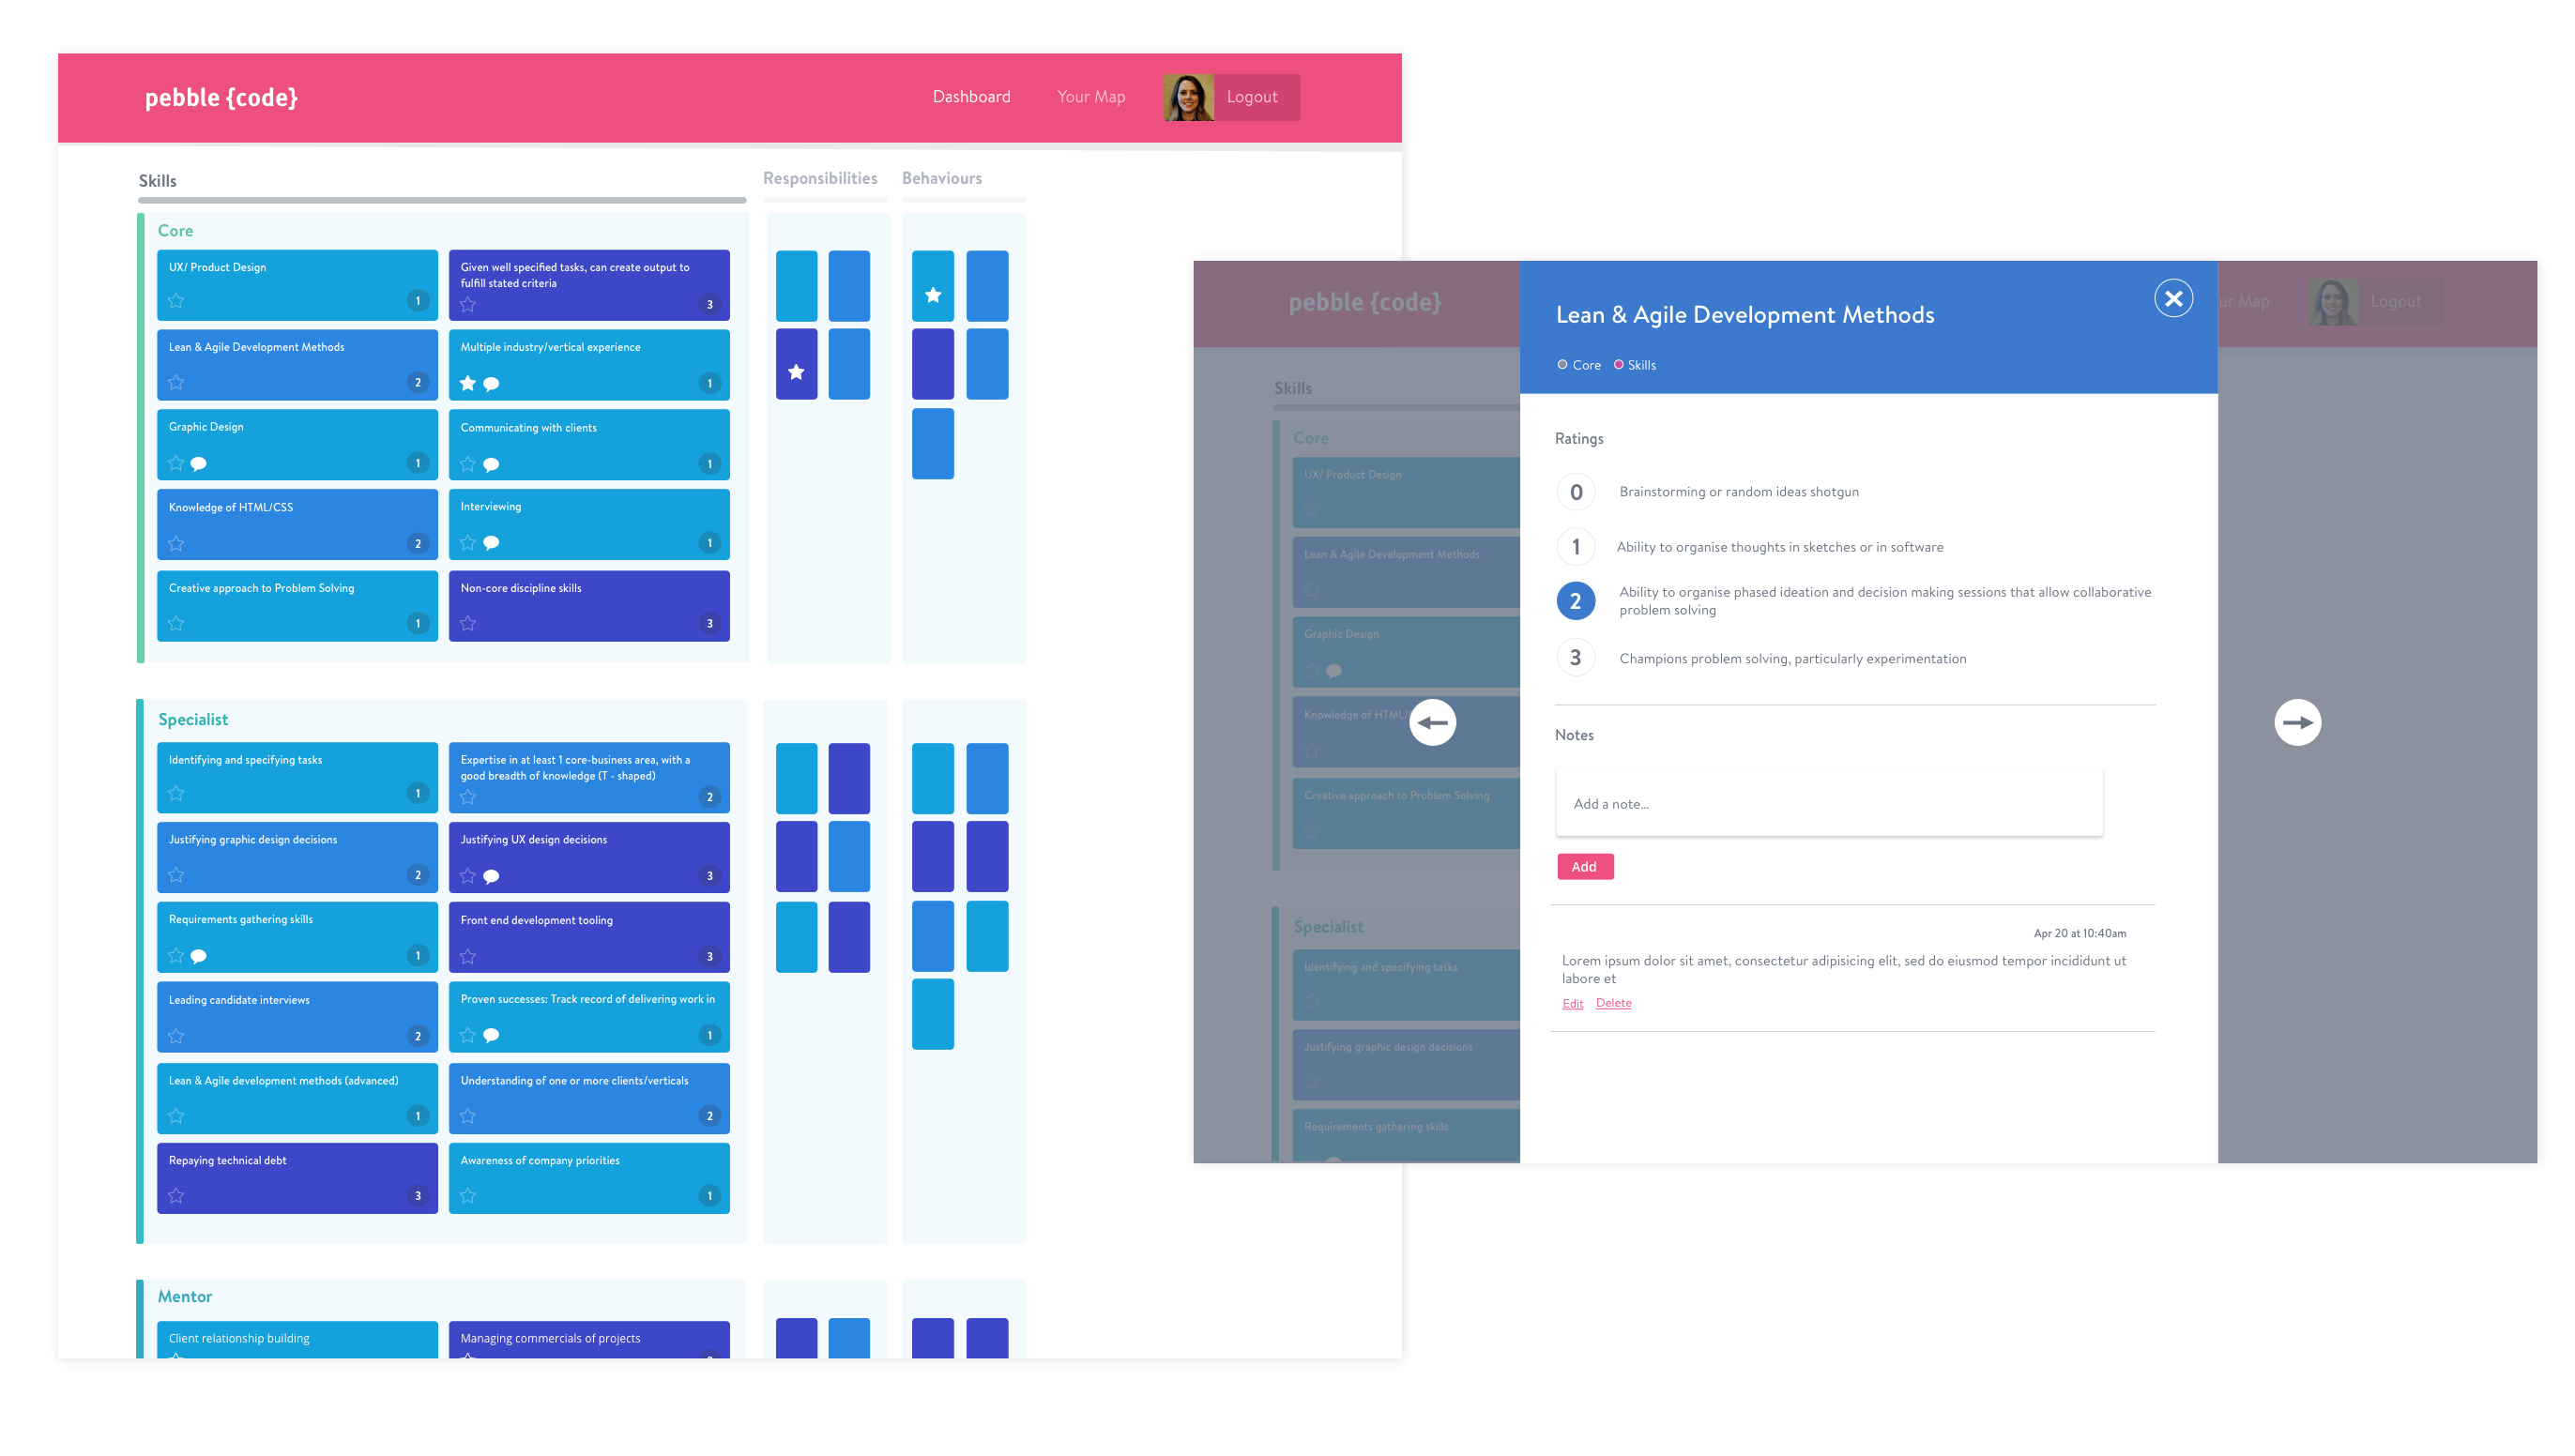 pebble {code}
Dashboard
Your Map
Logout
Skills
Responsibilities
Behaviours
Core
UX/ Product Design
1
Given well specified tasks, can create output to
fulfill stated criteria
3
Lean & Agile Development Methods
2
Multiple industry/vertical experience
1
Graphic Design
1
Communicating with clients
1
Knowledge of HTML/CSS
2
Interviewing
1
Creative approach to Problem Solving
1
Non-core discipline skills
3
Specialist
Identifying and specifying tasks
1
Expertise in at least 1 core-business area, with a
good breadth of knowledge (T - shaped)
2
Justifying graphic design decisions
2
Justifying UX design decisions
3
Requirements gathering skills
1
Front end development tooling
3
Leading candidate interviews
2
Proven successes: Track record of delivering work in
1
Lean & Agile development methods (advanced)
1
Understanding of one or more clients/verticals
2
Repaying technical debt
3
Awareness of company priorities
1
Mentor
Client relationship building
Managing commercials of projects
pebble {code}
ur Map
Logout
Skills
Core
UX/ Product Design
Lean & Agile Development Methods
Graphic Design
Knowledge of HTML/
Creative approach to Problem Solving
Specialist
Identifying and specifying tasks
Justifying graphic design decisions
Requirements gathering skills
Lean & Agile Development Methods
Core
Skills
Ratings
0
Brainstorming or random ideas shotgun
1
Ability to organise thoughts in sketches or in software
2
Ability to organise phased ideation and decision making sessions that allow collaborative
problem solving
3
Champions problem solving, particularly experimentation
Notes
Add a note...
Add
Apr 20 at 10:40am
Lorem ipsum dolor sit amet, consectetur adipisicing elit, sed do eiusmod tempor incididunt ut
labore et
Edit
Delete